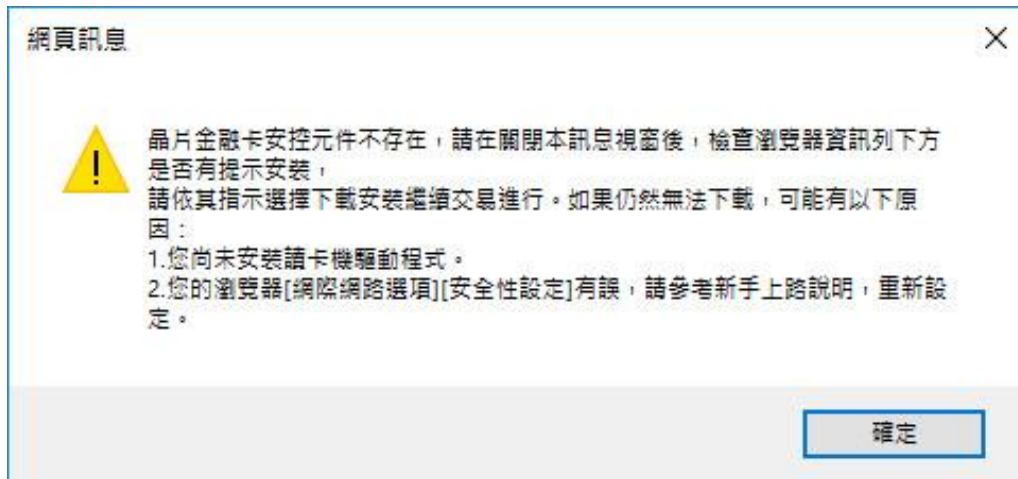 網頁訊息
晶片金融卡安控元件不存在，請在關閉本訊息視窗後，檢查瀏覽器資訊列下方
是否有提示安裝，
請依其指示選擇下載安裝繼續交易進行。如果仍然無法下載，可能有以下原
因：
1.您尚未安裝讀卡機驅動程式。
2.您的瀏覽器[網際網路選項][安全性設定]有誤，請參考新手上路說明，重新設
定。
確定